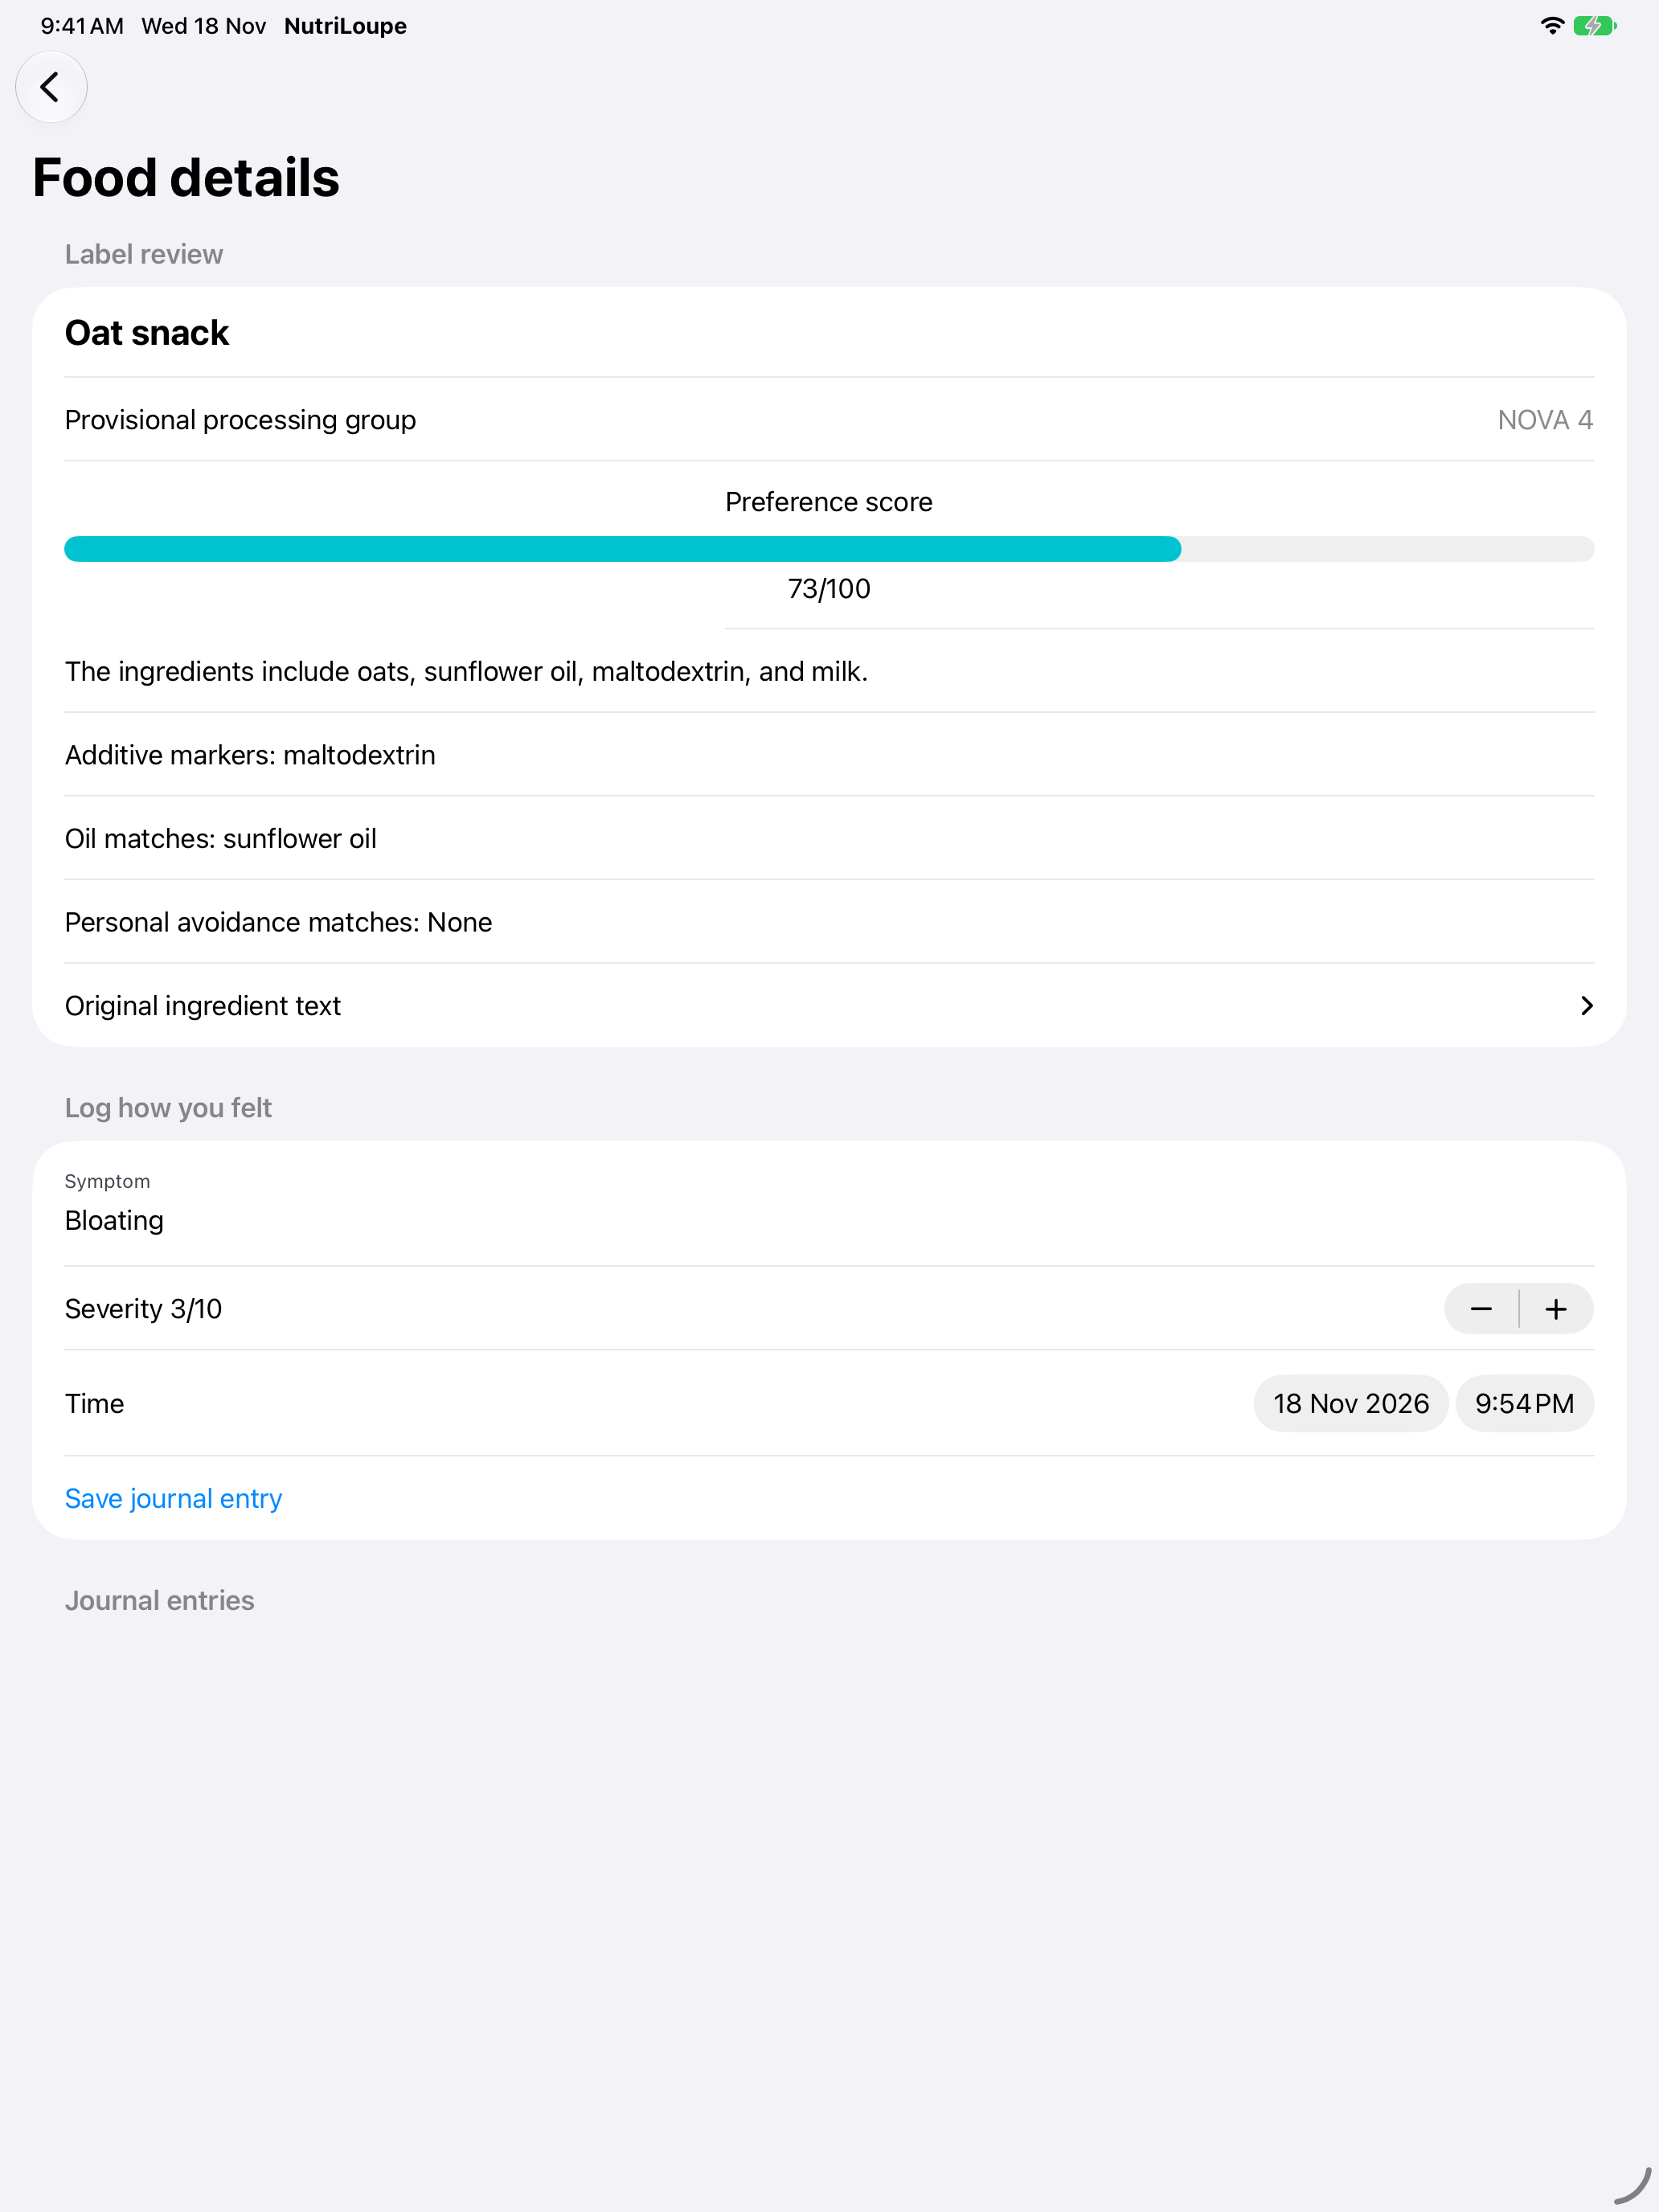 9:41 AM Wed 18 Nov NutriLoupe
Food details
Label review
Oat snack
Provisional processing group NOVA 4
Preference score
73/100
The ingredients include oats, sunflower oil, maltodextrin, and milk.
Additive markers: maltodextrin
Oil matches: sunflower oil
Personal avoidance matches: None
Original ingredient text
Log how you felt
Symptom
Bloating
Severity 3/10
Time 18 Nov 2026 9:54 PM
Save journal entry
Journal entries